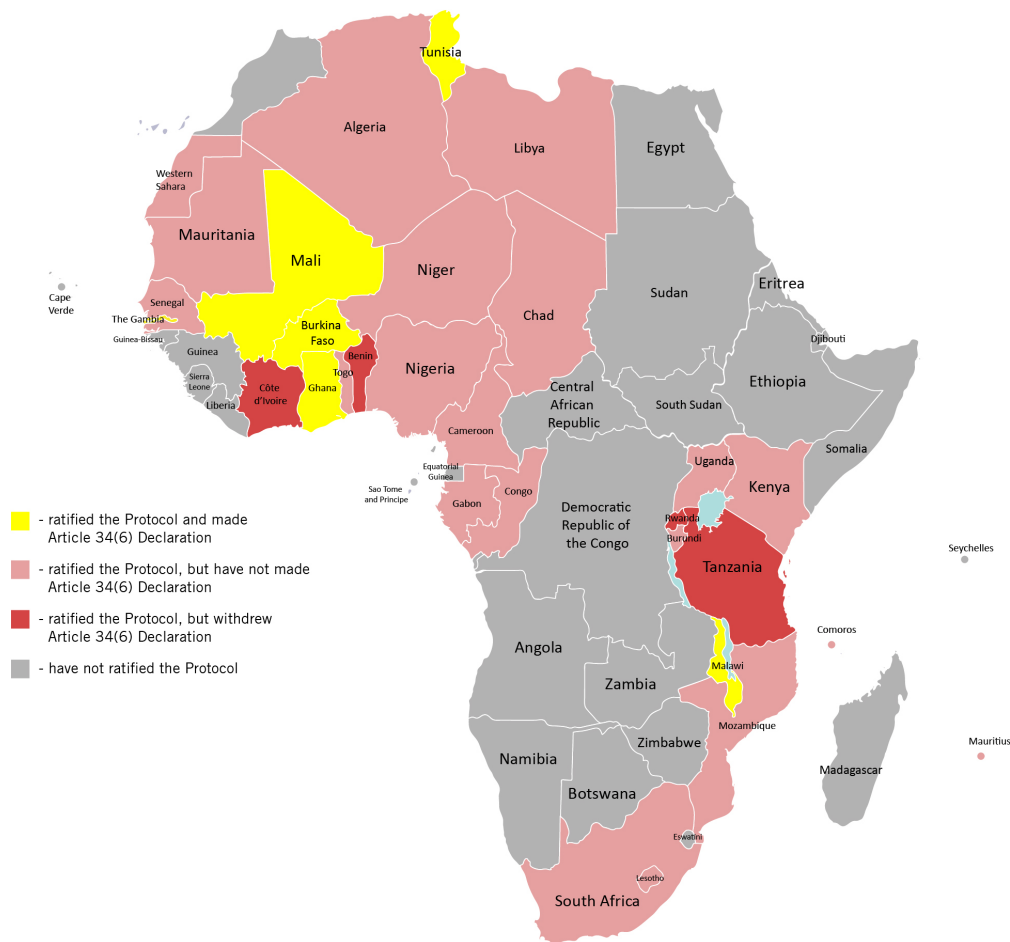 Tunisia
Algeria
Libya
Egypt
Western
Sahara
Mauritania
Mali
Niger
Chad
Sudan
Eritrea
Cape
Verde
Senegal
The Gambia
Guinea-Bissau
Guinea
Sierra
Leone
Liberia
Côte
d'Ivoire
Burkina
Faso
Ghana
Togo
Benin
Nigeria
Cameroon
Central
African
Republic
South Sudan
Ethiopia
Djibouti
Somalia
Equatorial
Guinea
Sao Tome
and Principe
Gabon
Congo
Democratic
Republic of
the Congo
Uganda
Kenya
Rwanda
Burundi
Tanzania
Seychelles
Comoros
Angola
Zambia
Malawi
Mozambique
Zimbabwe
Namibia
Botswana
Madagascar
Mauritius
Eswatini
Lesotho
South Africa
- ratified the Protocol and made
Article 34(6) Declaration
- ratified the Protocol, but have not made
Article 34(6) Declaration
- ratified the Protocol, but withdrew
Article 34(6) Declaration
- have not ratified the Protocol